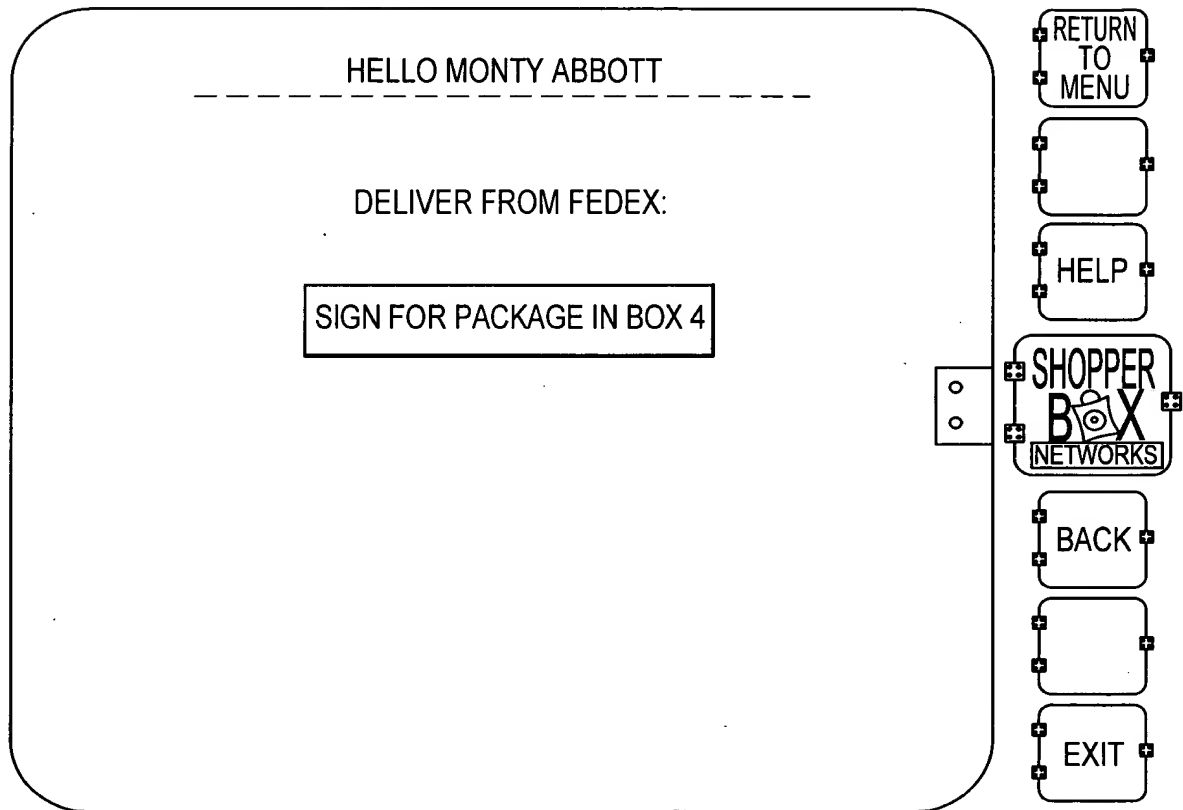 HELLO MONTY ABBOTT
DELIVER FROM FEDEX:
SIGN FOR PACKAGE IN BOX 4
RETURN
TO
MENU
HELP
SHOPPER
BOX
NETWORKS
BACK
EXIT